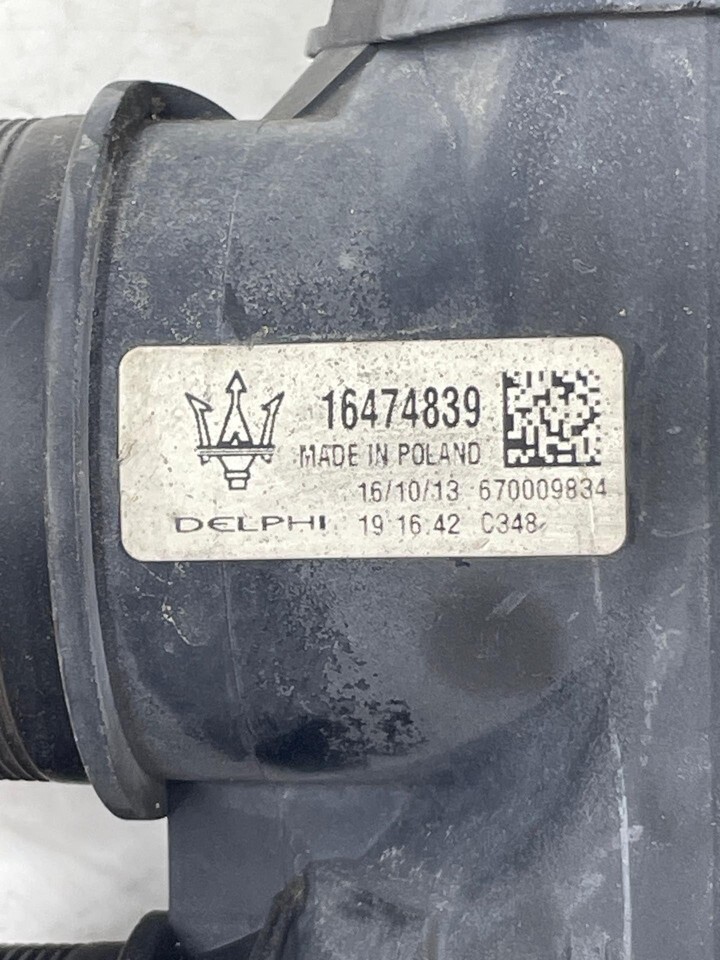 16474839
MADE IN POLAND
16/10/13 670009834
DELPHI 19 16.42 C348